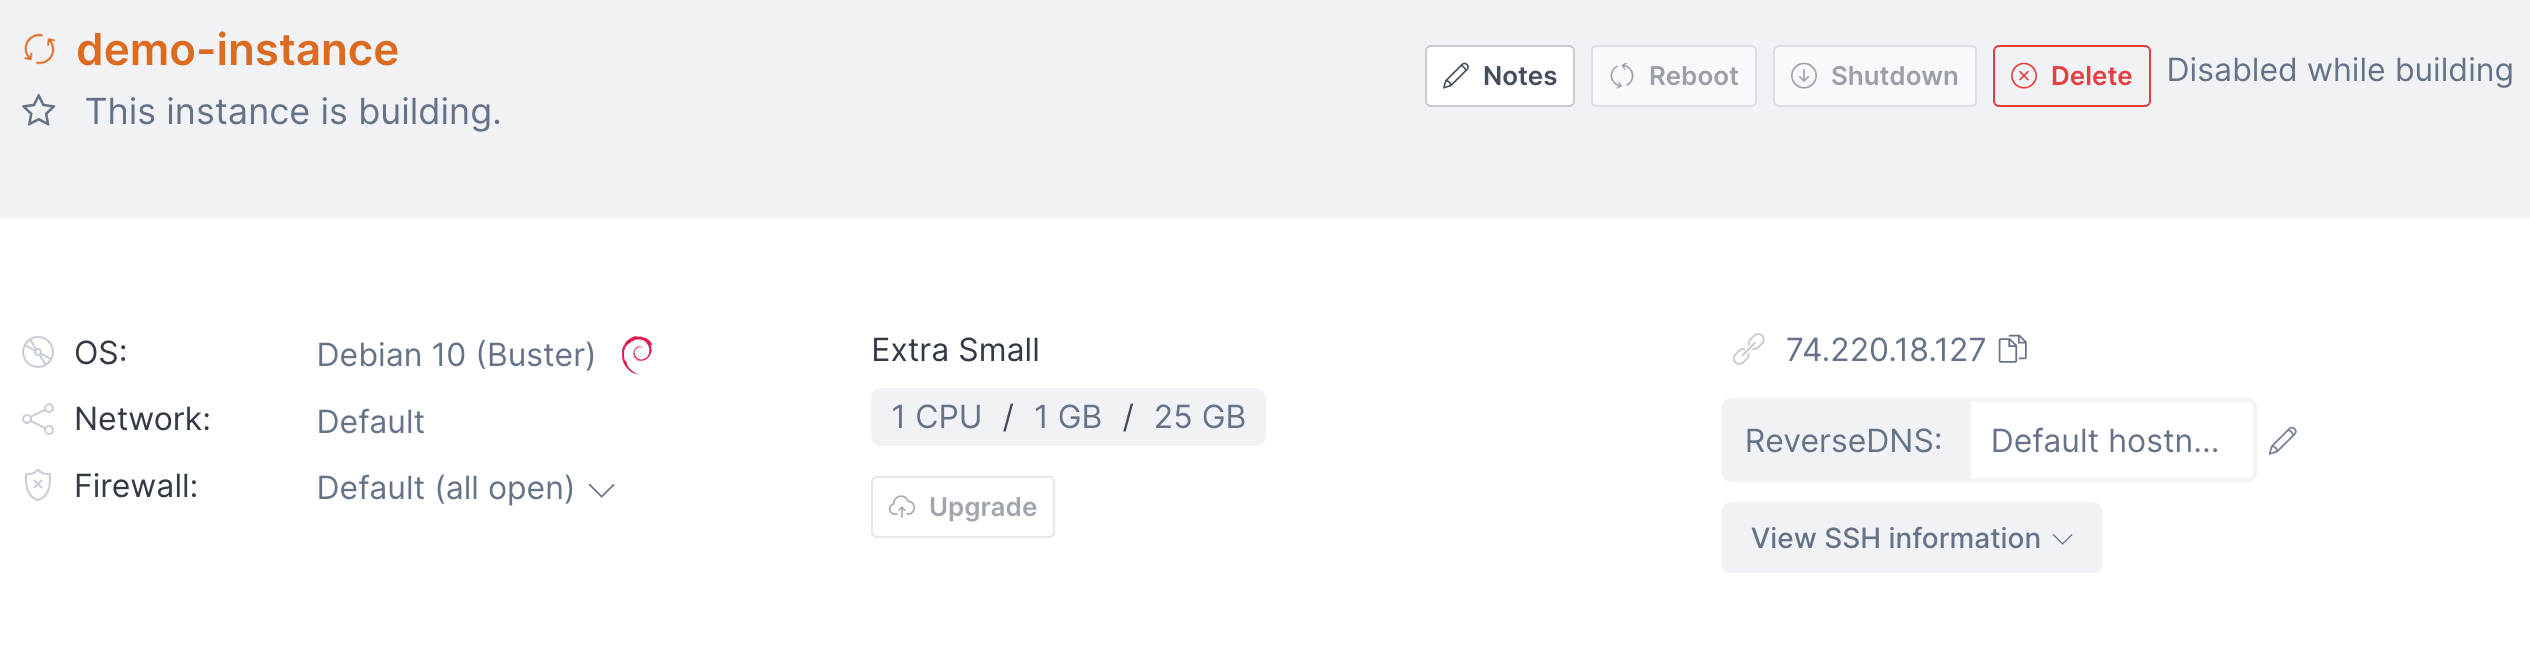 demo-instance
This instance is building.
Notes
Reboot
Shutdown
Delete
Disabled while building
OS:
Debian 10 (Buster)
Network:
Default
Firewall:
Default (all open)
Extra Small
1 CPU / 1 GB / 25 GB
Upgrade
74.220.18.127
ReverseDNS:
Default hostn...
View SSH information